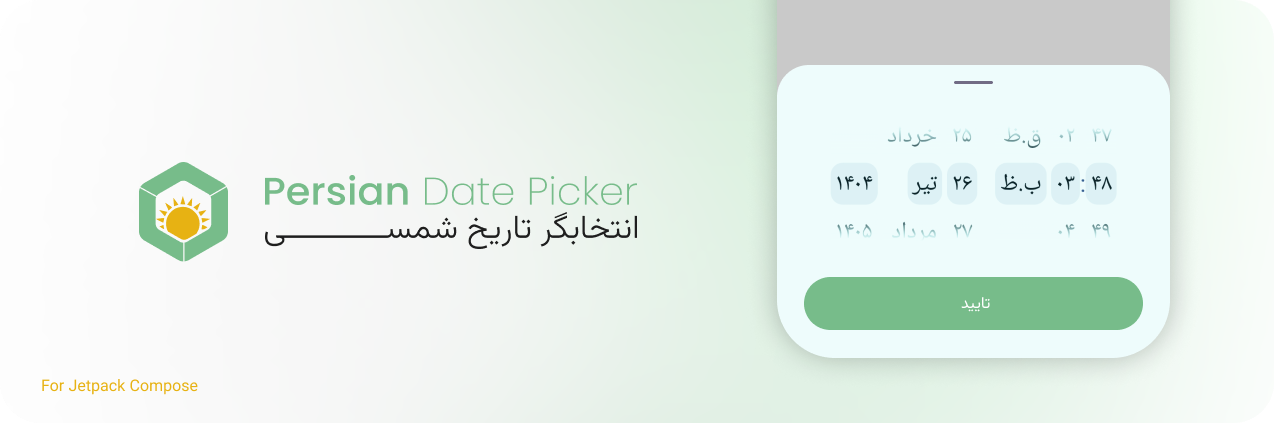 Persian Date Picker
انتخابگر تاریخ شمســـــــــــی
For Jetpack Compose
۴۷ ۰۲ ق.ظ ۲۵ خرداد
۴۸ : ۰۳ ب.ظ ۲۶ تیر ۱۴۰۴
۴۹ ۰۴ ۲۷ مرداد ۱۴۰۵
تایید